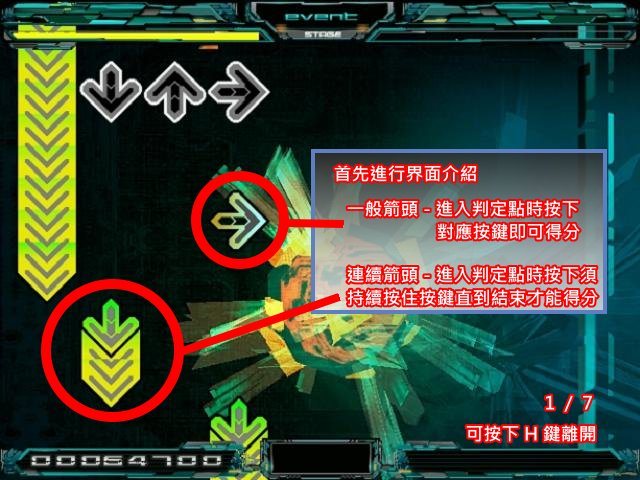 event
STAGE
首先進行界面介紹
一般箭頭 - 進入判定點時按下
對應按鍵即可得分
連續箭頭 - 進入判定點時按下須
持續按住按鍵直到結束才能得分
1 / 7
可按下 H 鍵離開
00064700